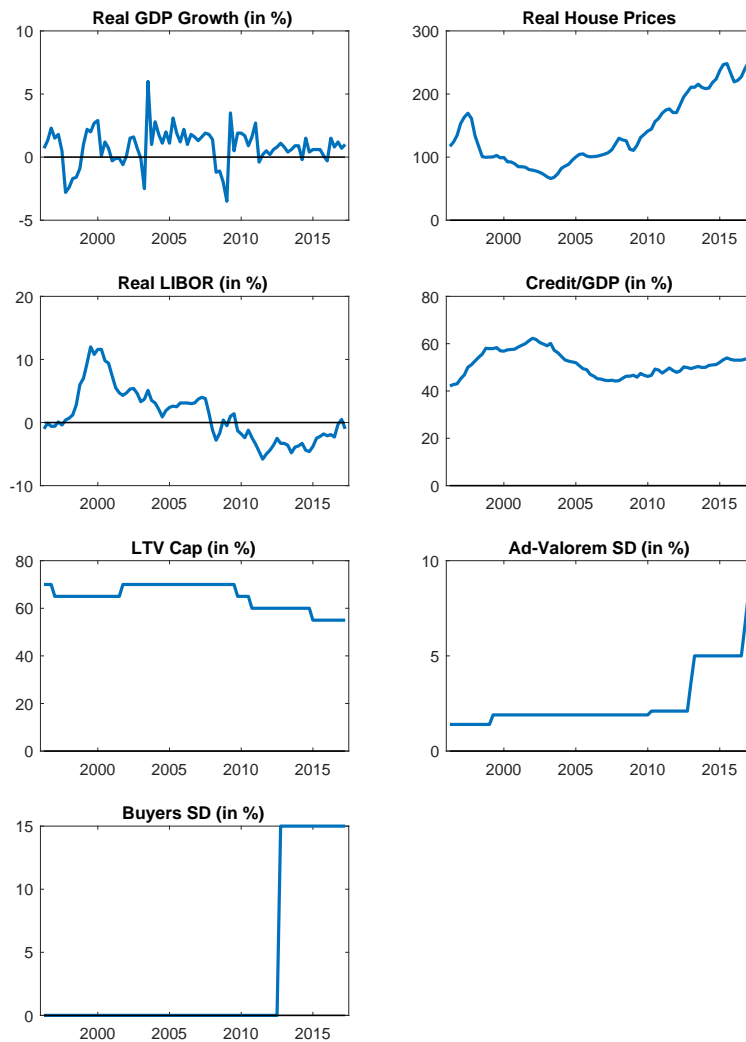 Real GDP Growth (in %)
10
5
0
-5
2000 2005 2010 2015
Real House Prices
300
200
100
0
2000 2005 2010 2015
Real LIBOR (in %)
20
10
0
-10
2000 2005 2010 2015
Credit/GDP (in %)
80
60
40
20
0
2000 2005 2010 2015
LTV Cap (in %)
80
60
40
20
0
2000 2005 2010 2015
Ad-Valorem SD (in %)
10
5
0
2000 2005 2010 2015
Buyers SD (in %)
15
10
5
0
2000 2005 2010 2015